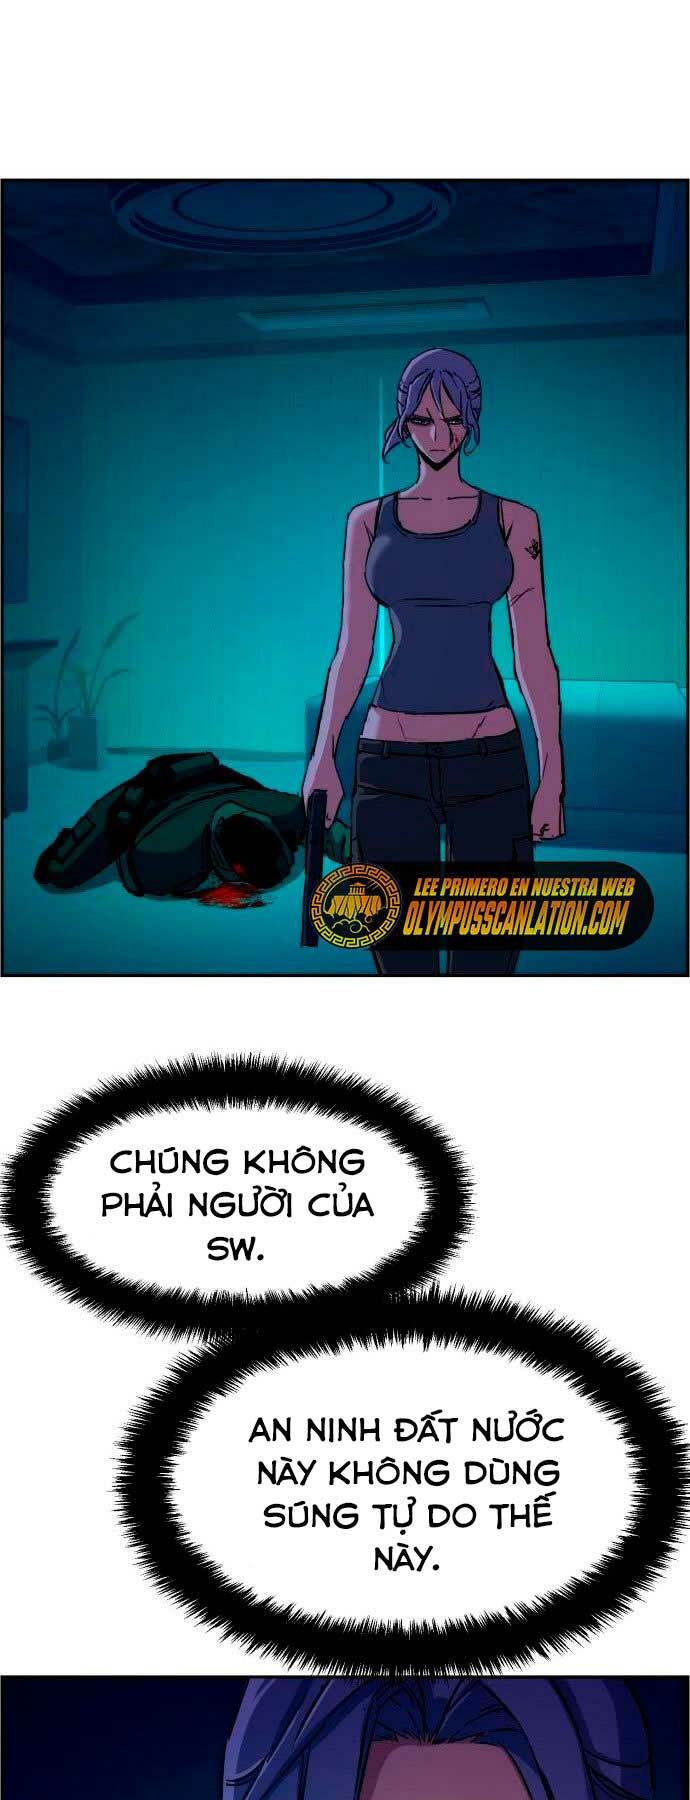 LEE PRIMERO EN NUESTRA WEB
OLYMPUSSCANLATION.COM
CHÚNG KHÔNG
PHẢI NGƯỜI CỦA
SW.
AN NINH ĐẤT NƯỚC
NÀY KHÔNG DÙNG
SÚNG TỰ DO THẾ
NÀY.